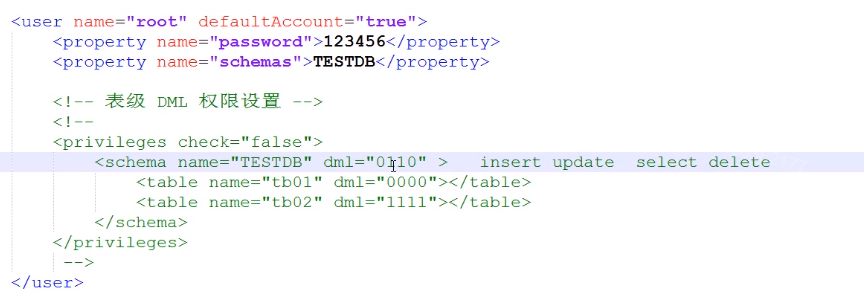 <user name="root" defaultAccount="true">
<property name="password">123456</property>
<property name="schemas">TESTDB</property>
<!-- 表级 DML 权限设置 -->
<!--
<privileges check="false">
<schema name="TESTDB" dml="0110" > insert update select delete
<table name="tb01" dml="0000"></table>
<table name="tb02" dml="1111"></table>
</schema>
</privileges>
-->
</user>